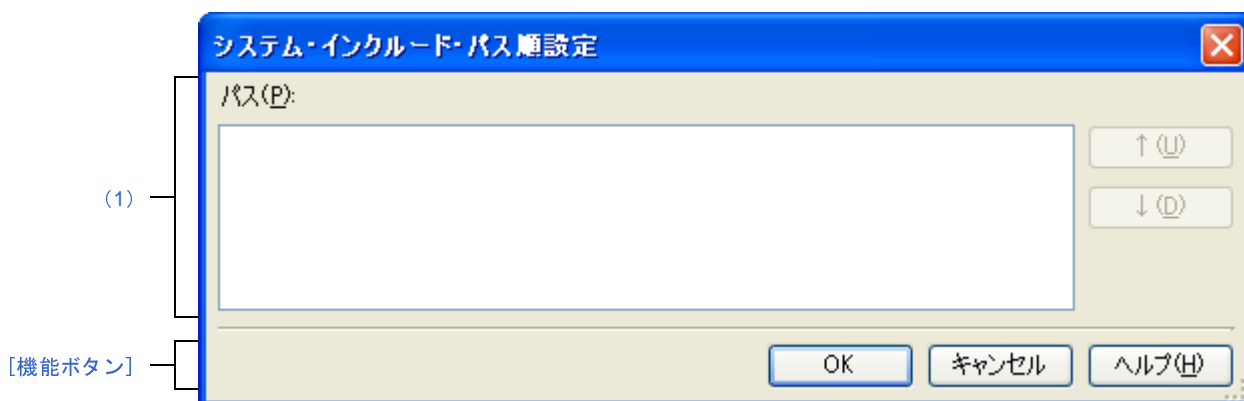 システム・インクルード・パス順設定
パス(P):
↑(U)
(1)
↓(D)
[機能ボタン]
OK
キャンセル
ヘルプ(H)